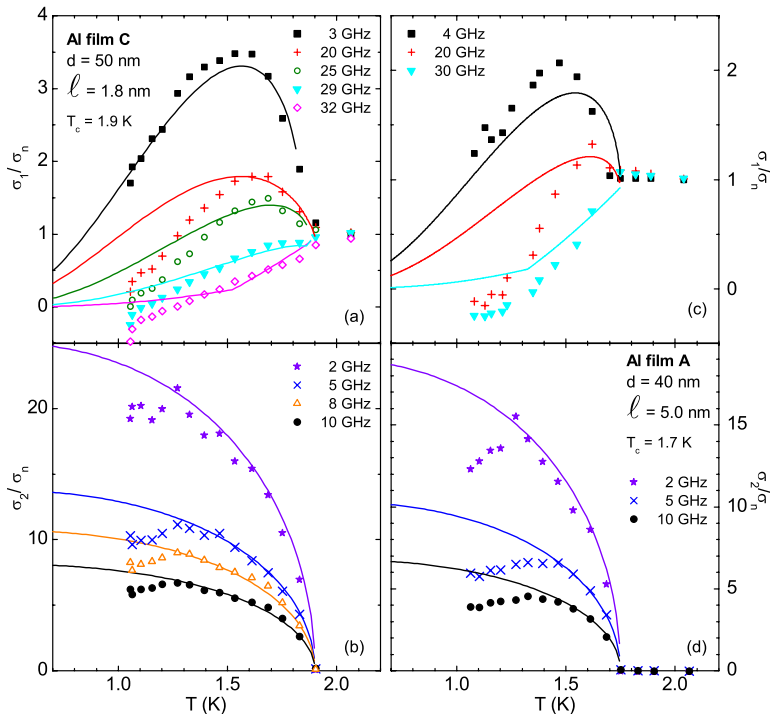 Al film C
d = 50 nm
ℓ = 1.8 nm
T_c = 1.9 K
3 GHz
20 GHz
25 GHz
29 GHz
32 GHz
4
3
2
1
0
σ₁/ σₙ
(a)
4 GHz
20 GHz
30 GHz
2
1
0
σ₁/σₙ
(c)
2 GHz
5 GHz
8 GHz
10 GHz
20
10
0
σ₂/ σₙ
(b)
1.0
1.5
2.0
T (K)
Al film A
d = 40 nm
ℓ = 5.0 nm
T_c = 1.7 K
2 GHz
5 GHz
10 GHz
15
10
5
0
σ₂/σₙ
(d)
1.0
1.5
2.0
T (K)